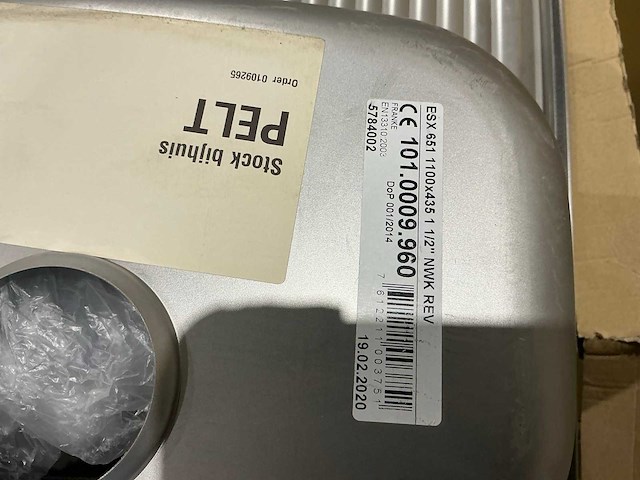 Stock bijhuis
PELT
Order 0109265
ESX 651 1100x435 1 1/2" NWK REV
CE 101.0009.960
FRANKE
EN13310:2003
DoP 001/2014
5784002
7612211003751
19.02.2020